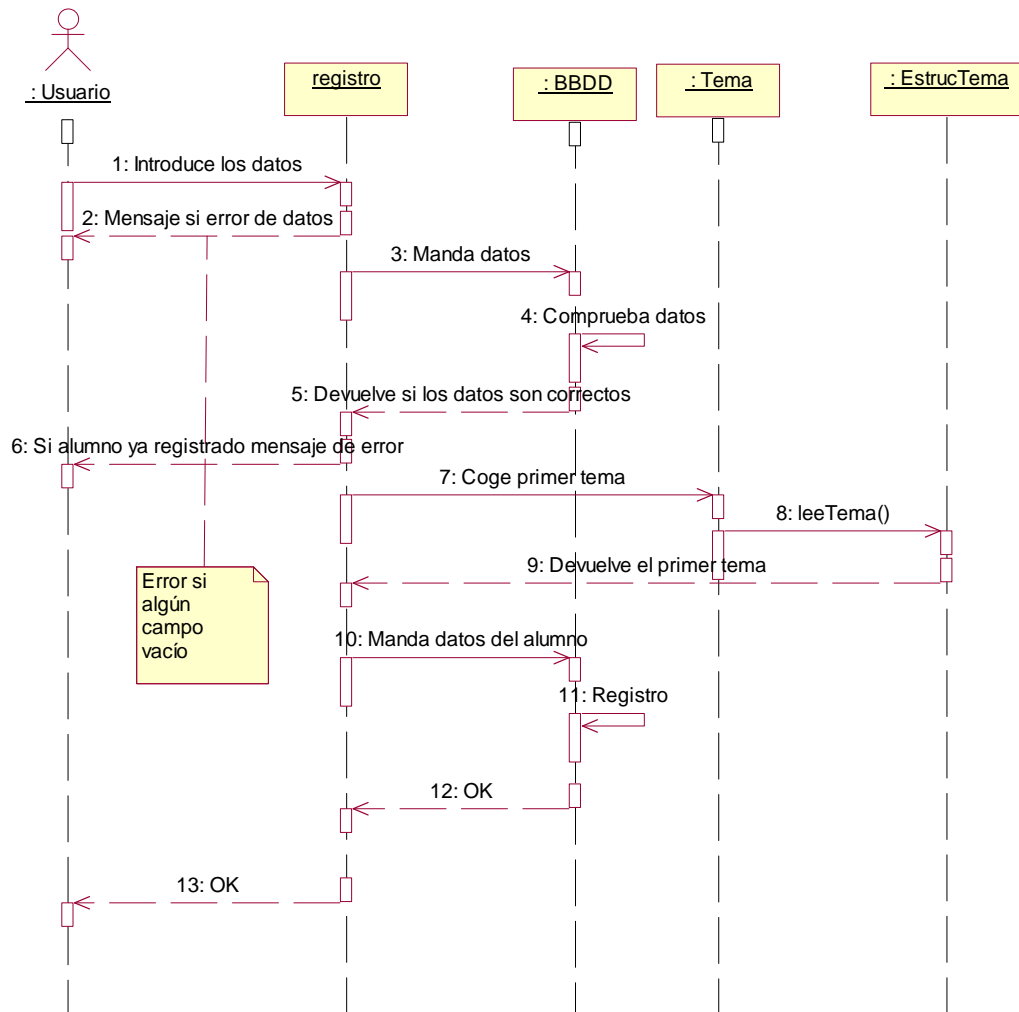 : Usuario
registro
: BBDD
: Tema
: EstrucTema
1: Introduce los datos
2: Mensaje si error de datos
3: Manda datos
4: Comprueba datos
5: Devuelve si los datos son correctos
6: Si alumno ya registrado mensaje de error
7: Coge primer tema
8: leeTema()
9: Devuelve el primer tema
Error si
algún
campo
vacío
10: Manda datos del alumno
11: Registro
12: OK
13: OK